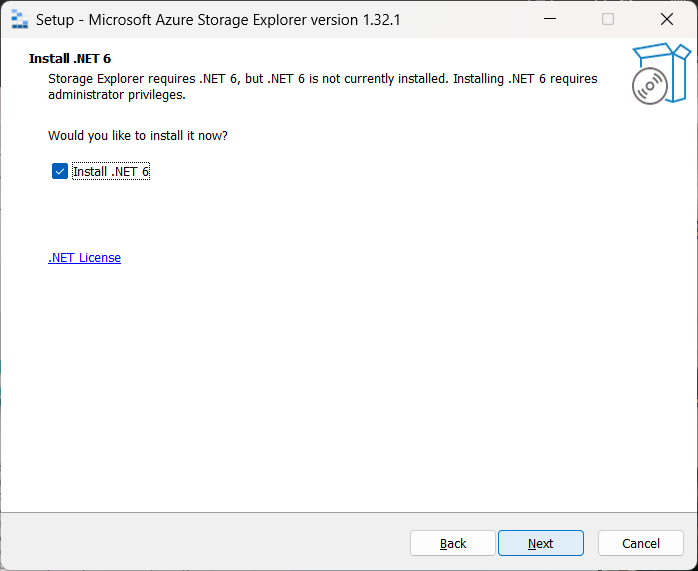 Setup - Microsoft Azure Storage Explorer version 1.32.1
Install .NET 6
Storage Explorer requires .NET 6, but .NET 6 is not currently installed. Installing .NET 6 requires
administrator privileges.
Would you like to install it now?
Install .NET 6
.NET License
Back
Next
Cancel